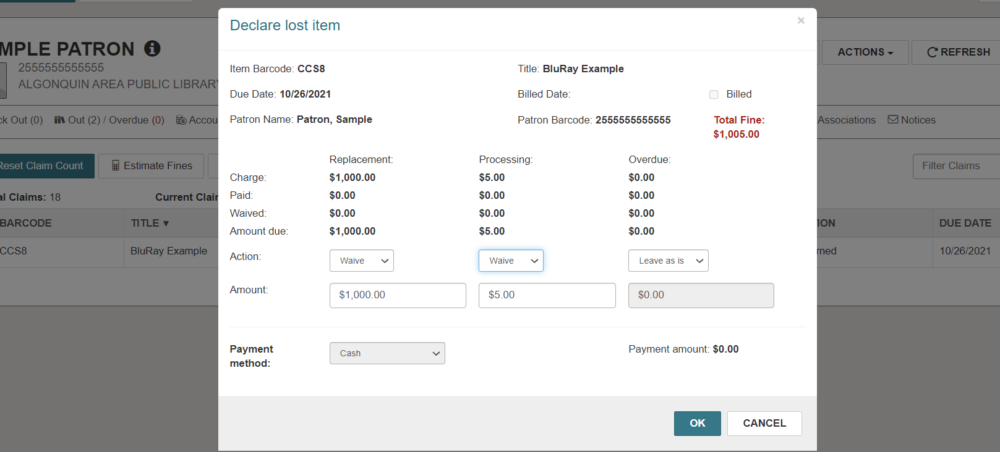 Declare lost item
×
MPLE PATRON
2555555555555
ALGONQUIN AREA PUBLIC LIBRARY
ACTIONS
REFRESH
Item Barcode: CCS8
Title: BluRay Example
Due Date: 10/26/2021
Billed Date:
Billed
Patron Name: Patron, Sample
Patron Barcode: 2555555555555
Total Fine:
$1,005.00
ck Out (0)
Out (2) / Overdue (0)
Accou
Associations
Notices
Reset Claim Count
Estimate Fines
Filter Claims
Replacement:
Processing:
Overdue:
Charge:
$1,000.00
$5.00
$0.00
Paid:
$0.00
$0.00
$0.00
Waived:
$0.00
$0.00
$0.00
Amount due:
$1,000.00
$5.00
$0.00
al Claims: 18
Current Clair
BARCODE
TITLE ▼
ION
DUE DATE
CCS8
BluRay Example
rned
10/26/2021
Action:
Waive
Waive
Leave as is
Amount:
$1,000.00
$5.00
$0.00
Payment
method:
Cash
Payment amount: $0.00
OK
CANCEL